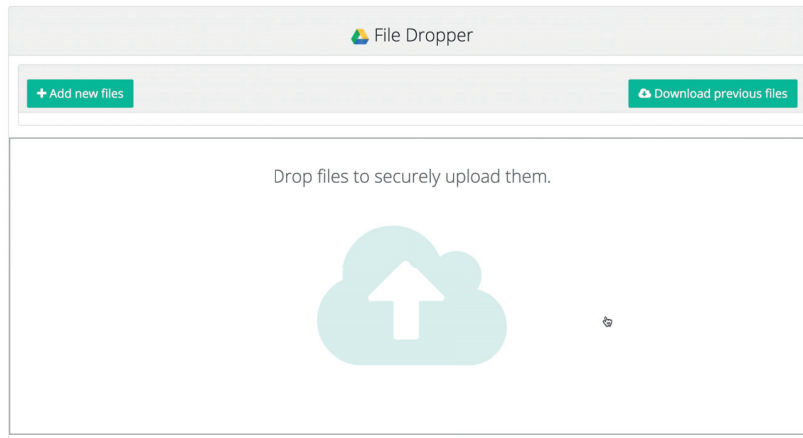 File Dropper
Add new files
Download previous files
Drop files to securely upload them.